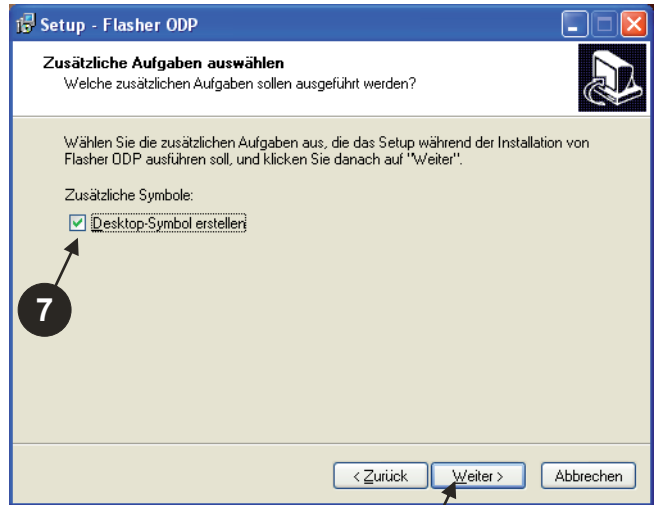 Setup - Flasher ODP
Zusätzliche Aufgaben auswählen
Welche zusätzlichen Aufgaben sollen ausgeführt werden?
Wählen Sie die zusätzlichen Aufgaben aus, die das Setup während der Installation von
Flasher ODP ausführen soll, und klicken Sie danach auf "Weiter".
Zusätzliche Symbole:
Desktop-Symbol erstellen
7
< Zurück Weiter > Abbrechen